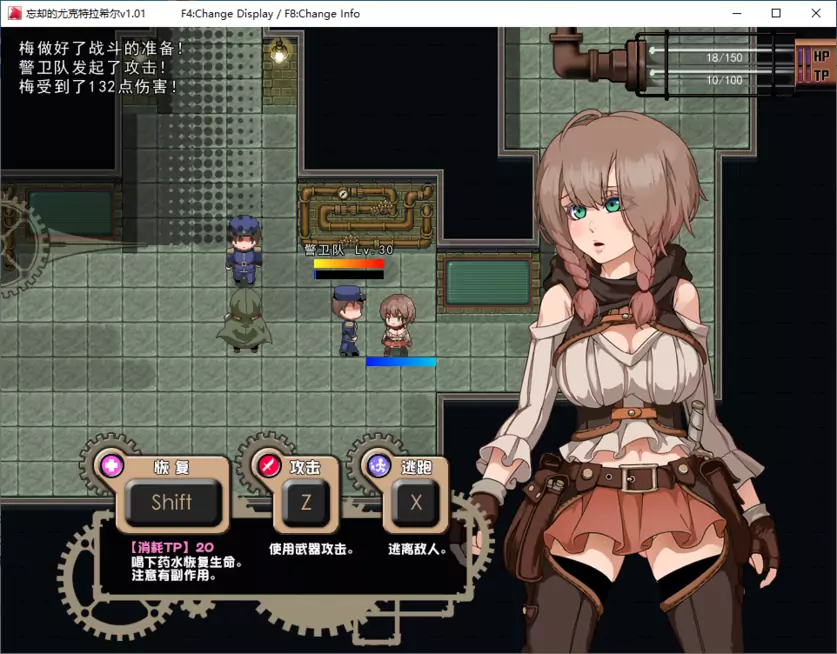 忘却的尤克特拉希尔v1.01
F4:Change Display / F8:Change Info
梅做好了战斗的准备！
警卫队发起了攻击！
梅受到了132点伤害！
18/150
HP
10/100
TP
警卫队 Lv.30
恢复
Shift
【消耗TP】20
喝下药水恢复生命。
注意有副作用。
攻击
Z
使用武器攻击。
逃跑
X
逃离敌人。